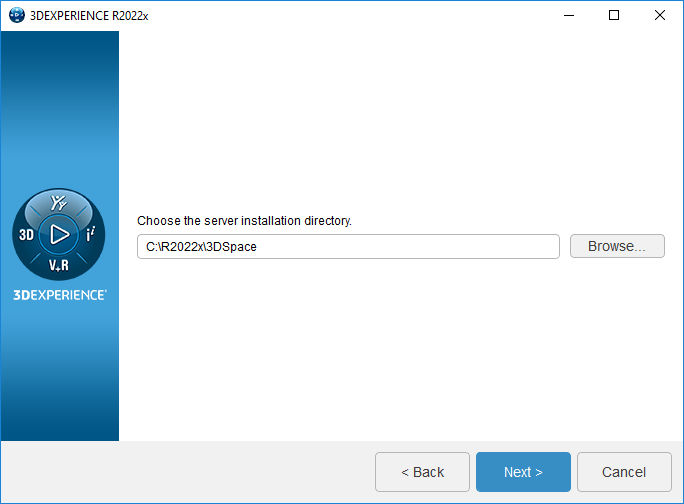 3DEXPERIENCE R2022x
3D
i
V+R
3DEXPERIENCE
Choose the server installation directory.
C:\R2022x\3DSpace
Browse...
< Back
Next >
Cancel